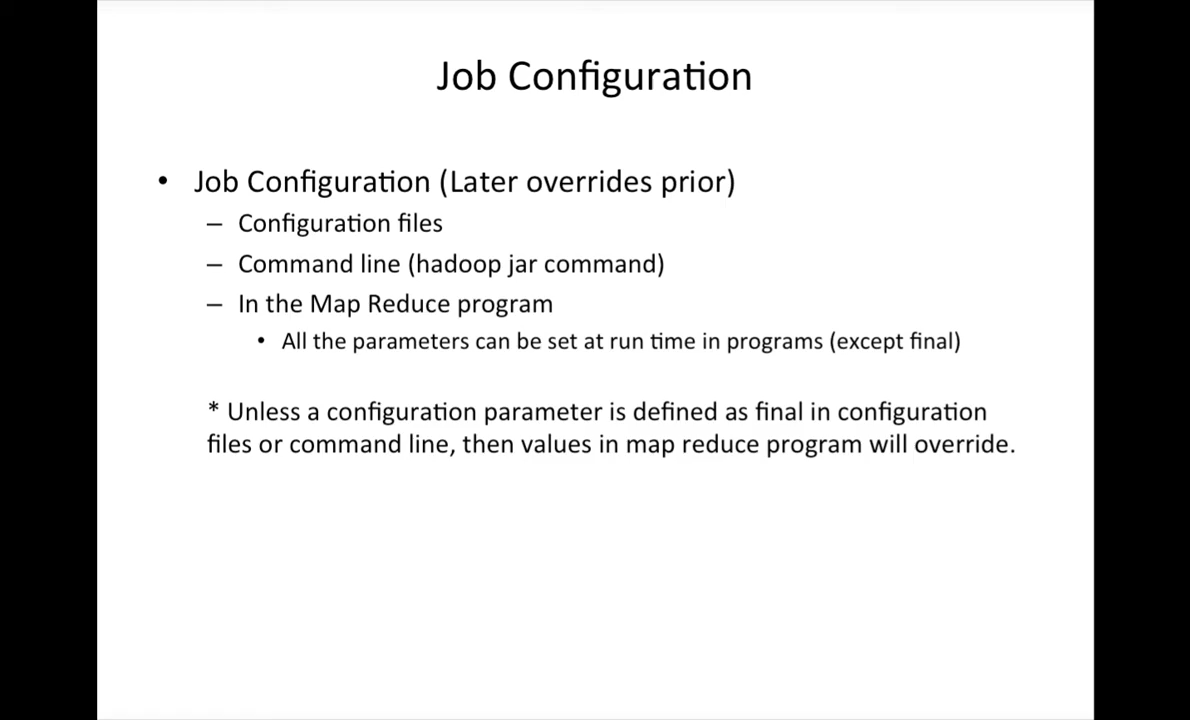 Job Configuration
• Job Configuration (Later overrides prior)
– Configuration files
– Command line (hadoop jar command)
– In the Map Reduce program
• All the parameters can be set at run time in programs (except final)
* Unless a configuration parameter is defined as final in configuration
files or command line, then values in map reduce program will override.